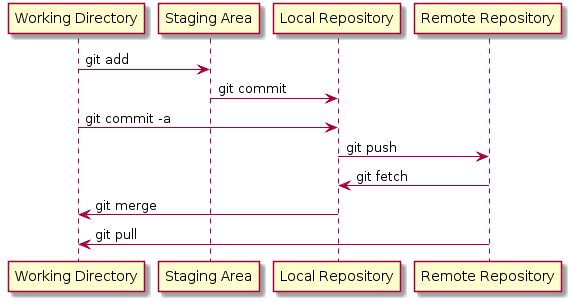 Working Directory
Staging Area
Local Repository
Remote Repository
git add
git commit
git commit -a
git push
git fetch
git merge
git pull
Working Directory
Staging Area
Local Repository
Remote Repository